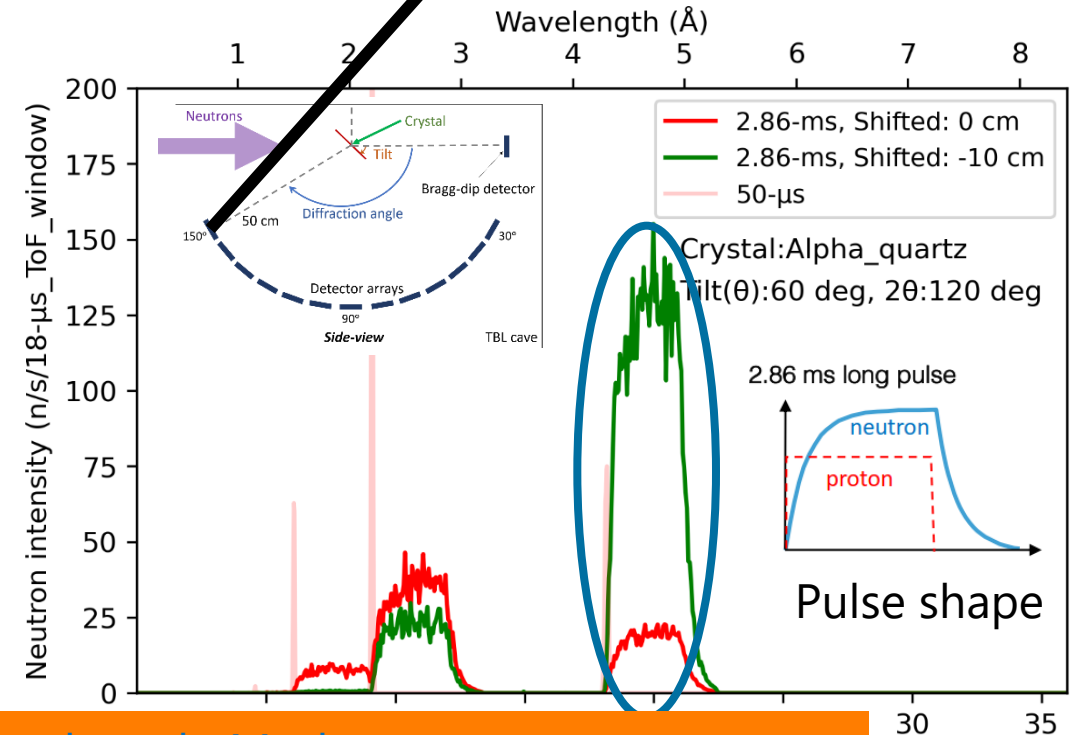 Wavelength (Å)
1 2 3 4 5 6 7 8
Neutron intensity (n/s/18-μs_ToF_window)
200
175
150
125
100
75
50
25
0
Neutrons
Crystal
Tilt
Bragg-dip detector
Diffraction angle
50 cm
150°
30°
Detector arrays
90°
Side-view
TBL cave
2.86-ms, Shifted: 0 cm
2.86-ms, Shifted: -10 cm
50-μs
Crystal:Alpha_quartz
Tilt(θ):60 deg, 2θ:120 deg
2.86 ms long pulse
neutron
proton
Pulse shape
30 35